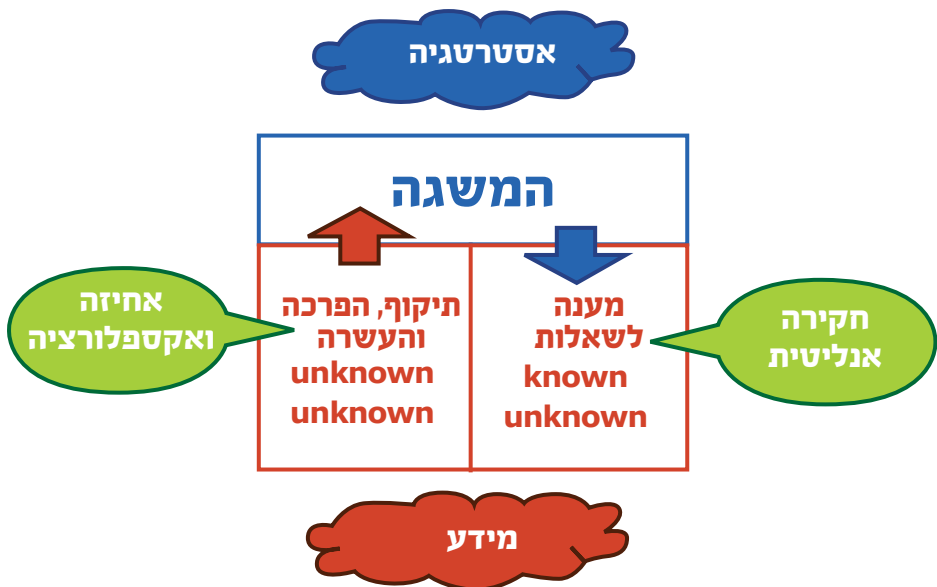 אסטרטגיה
המשגה
מענה
לשאלות
known
unknown
תיקוף, הפרכה
והעשרה
unknown
unknown
חקירה
אנליטית
אחיזה
ואקספלורציה
מידע